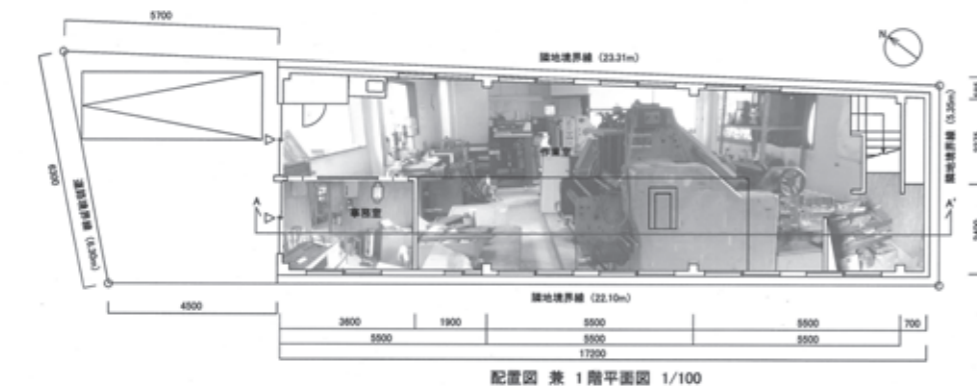 5700
隣地境界線 (23.31m)
N
作業室
事務室
A
A'
隣地境界線 (5.35m)
6300
道路境界線 (6.30m)
4500
隣地境界線 (22.10m)
3600 1900 5500 5500 700
5500 5500 5500
17200
配置図 兼 1階平面図 1/100